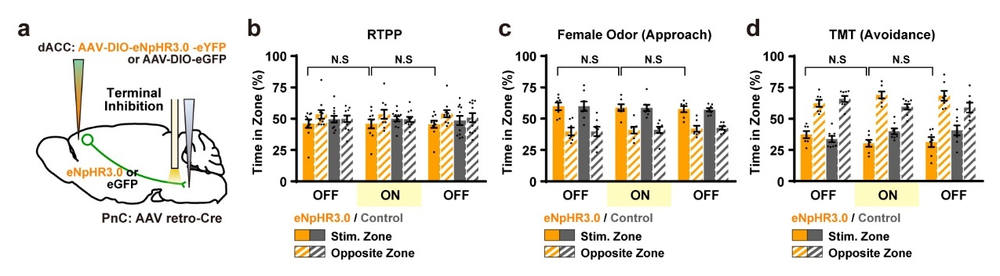 a
dACC: AAV-DIO-eNpHR3.0 -eYFP
or AAV-DIO-eGFP
Terminal
Inhibition
eNpHR3.0 or
eGFP
PnC: AAV retro-Cre
b
RTPP
Time in Zone (%)
100
75
50
25
0
N.S
N.S
OFF
ON
OFF
eNpHR3.0 / Control
Stim. Zone
Opposite Zone
c
Female Odor (Approach)
Time in Zone (%)
100
75
50
25
0
N.S
N.S
OFF
ON
OFF
eNpHR3.0 / Control
Stim. Zone
Opposite Zone
d
TMT (Avoidance)
Time in Zone (%)
100
75
50
25
0
N.S
N.S
OFF
ON
OFF
eNpHR3.0 / Control
Stim. Zone
Opposite Zone